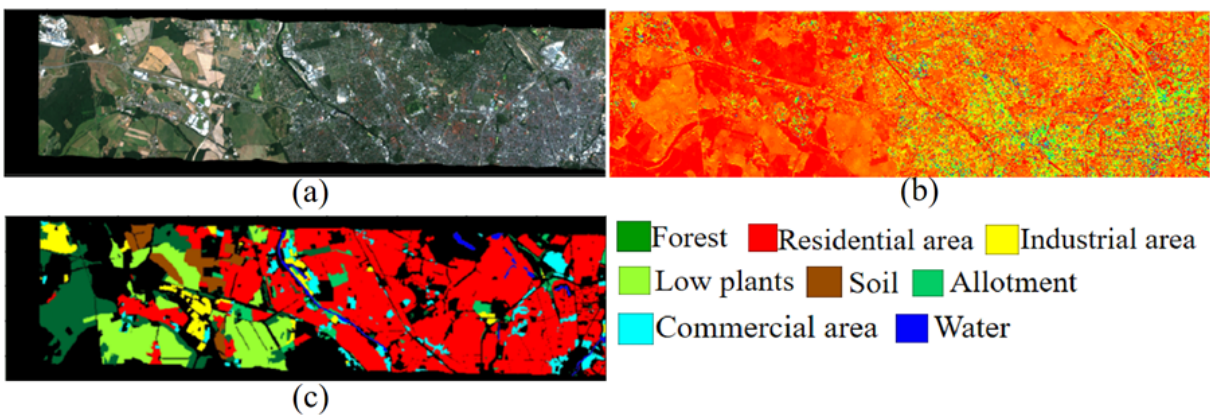 (a)
(b)
(c)
Forest Residential area Industrial area
Low plants Soil Allotment
Commercial area Water